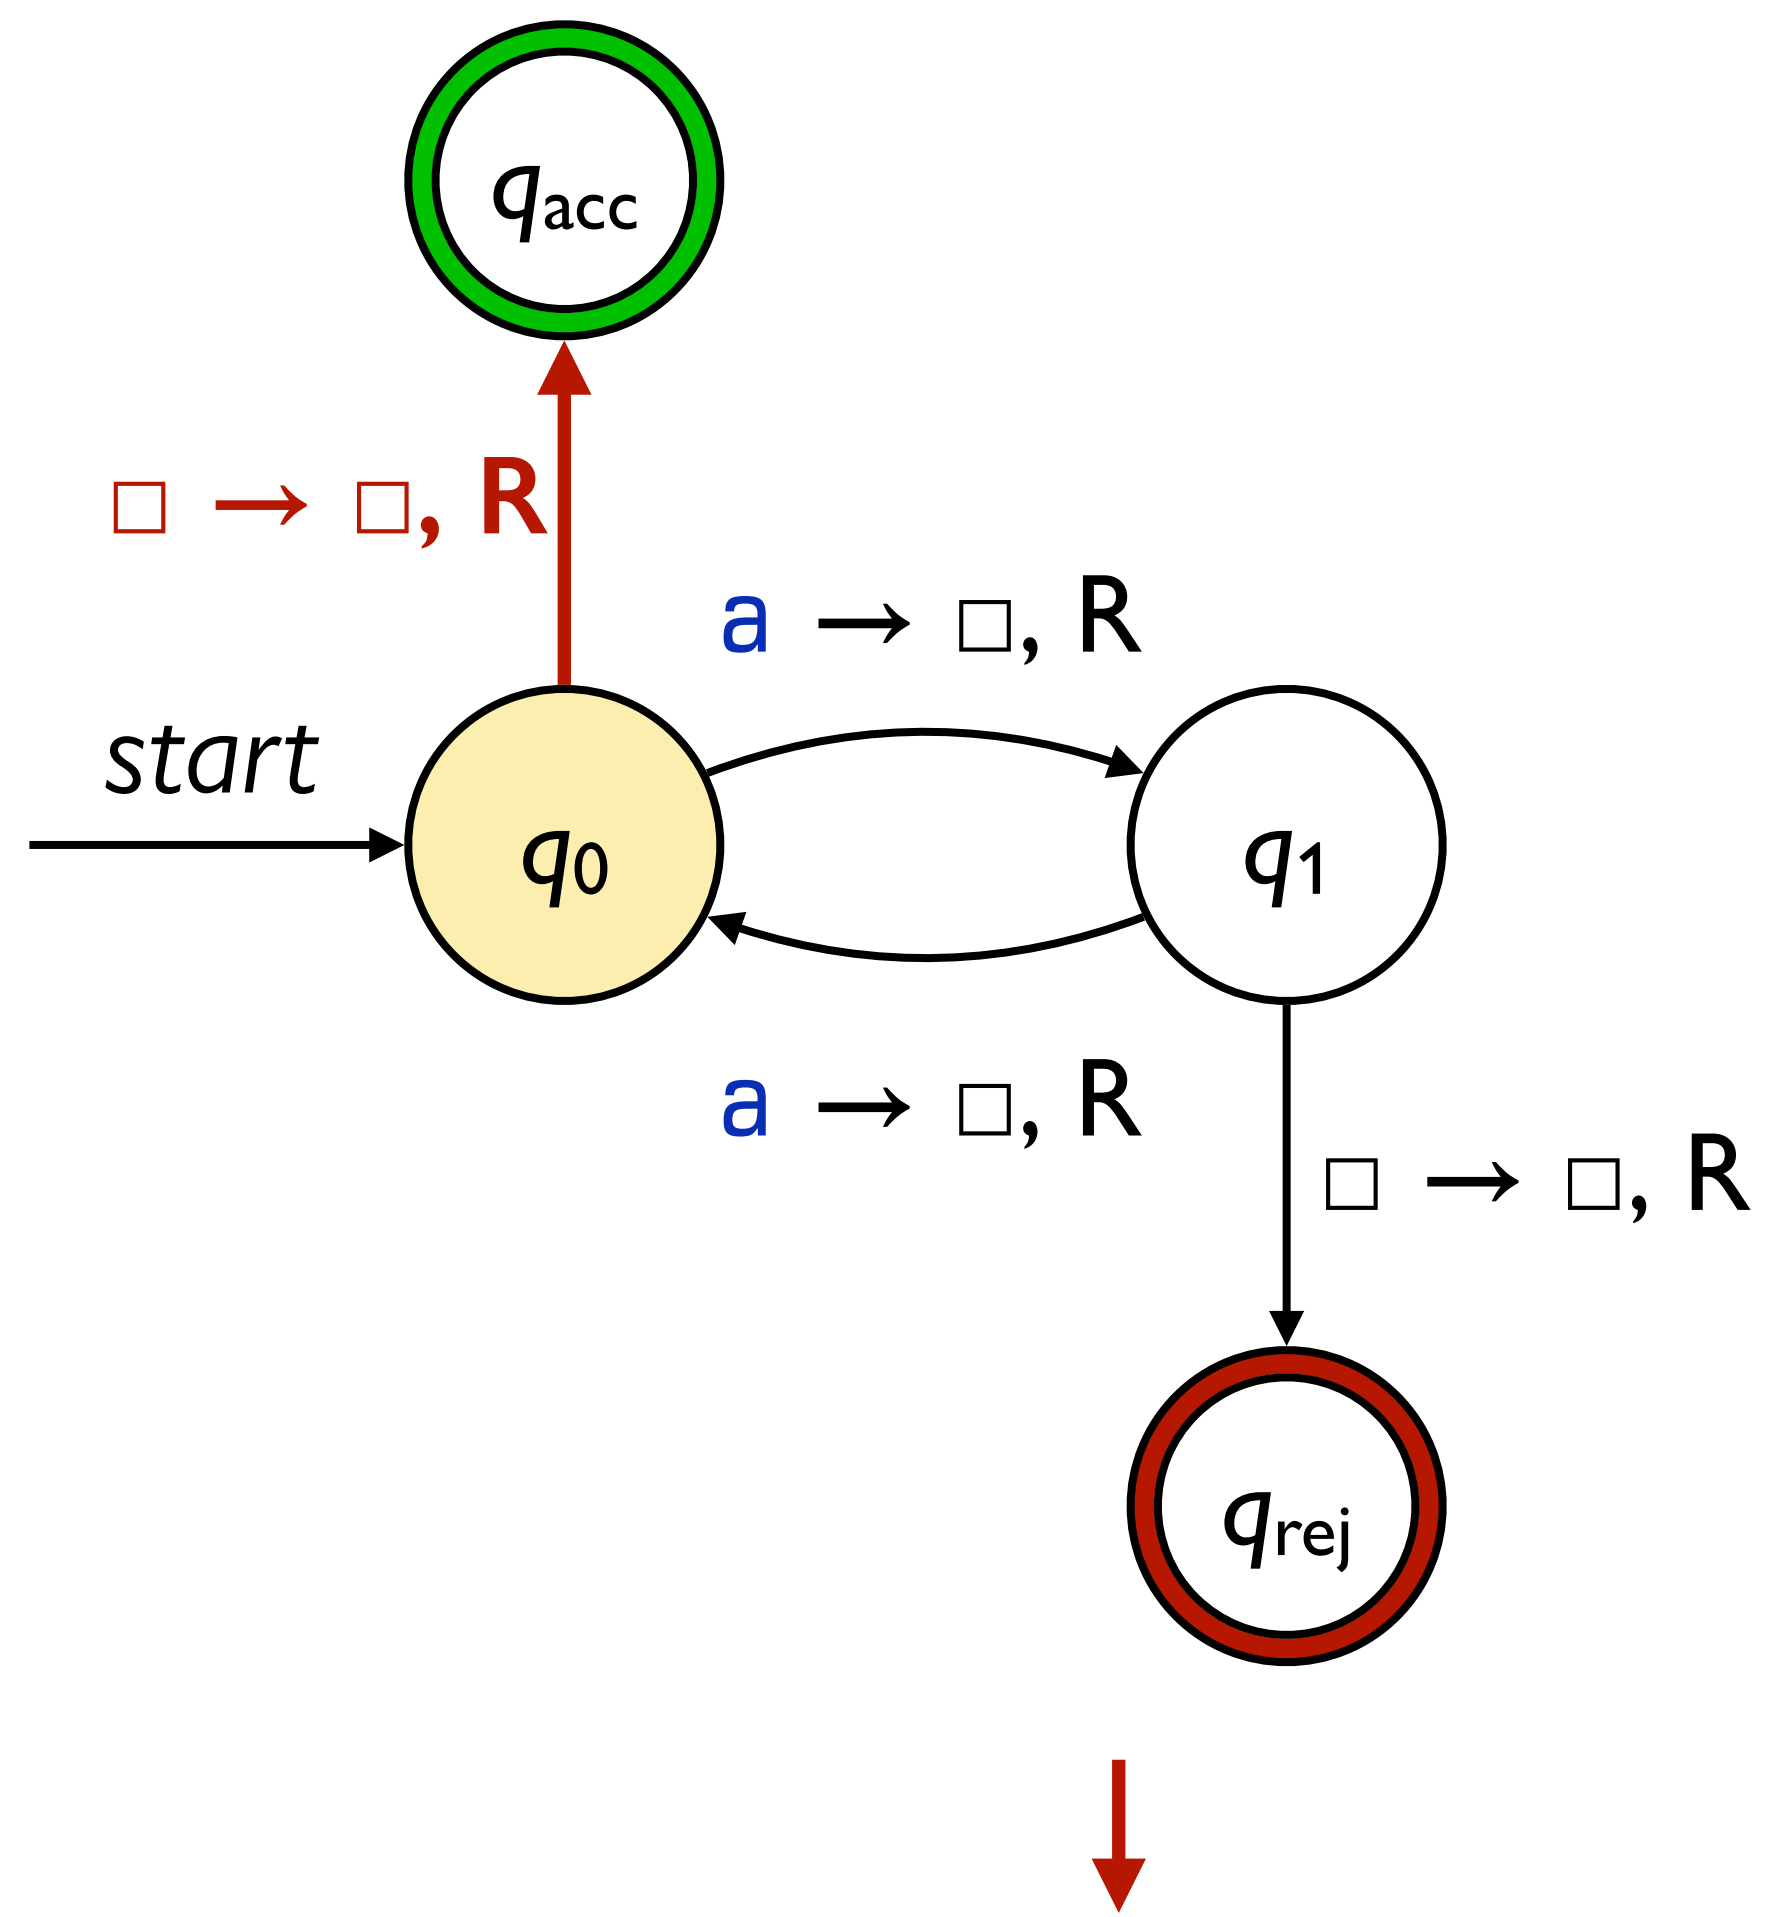 qacc
□ → □, R
a → □, R
start
q0
q1
a → □, R
□ → □, R
qrej